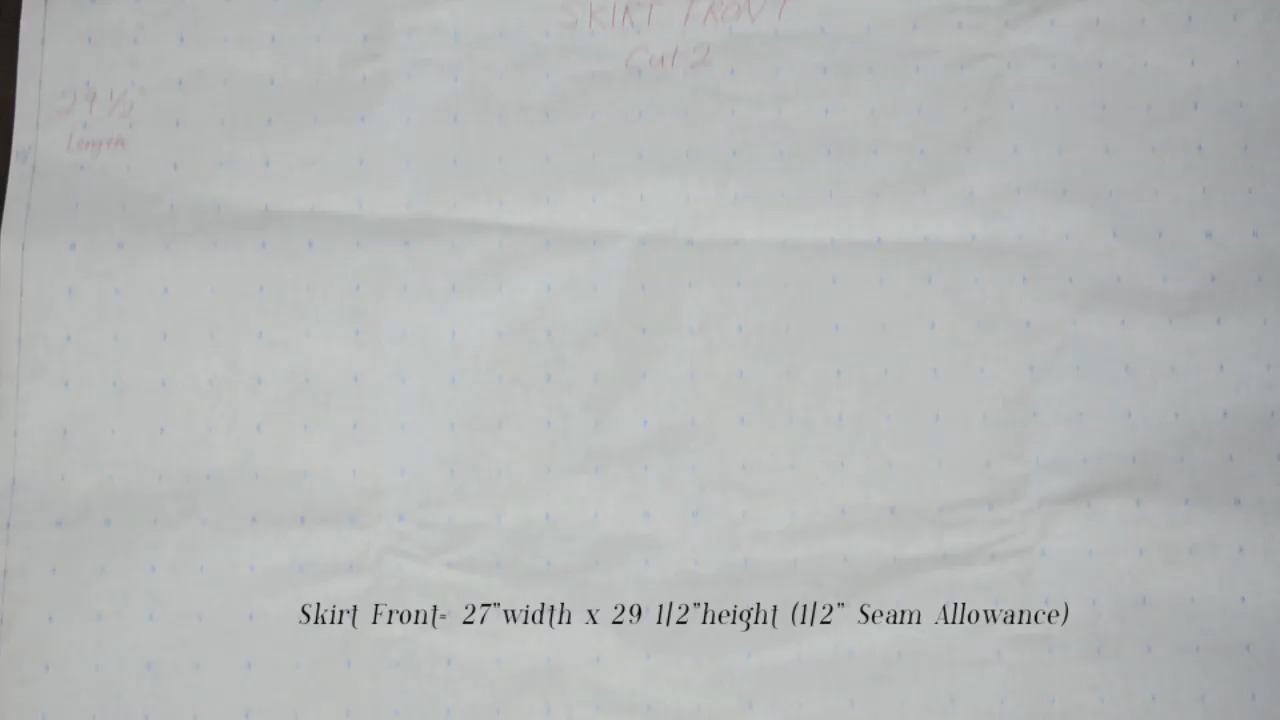 SKIRT FRONT
Cut 2
29 1/2"
Length
Skirt Front= 27"width x 29 1/2"height (1/2" Seam Allowance)